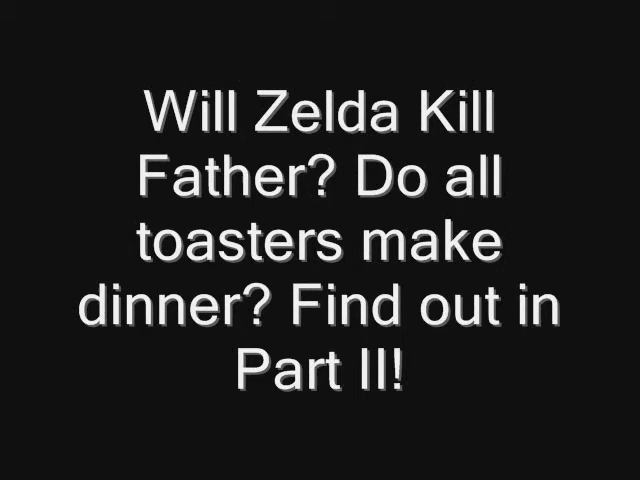 Will Zelda Kill
Father? Do all
toasters make
dinner? Find out in
Part II!